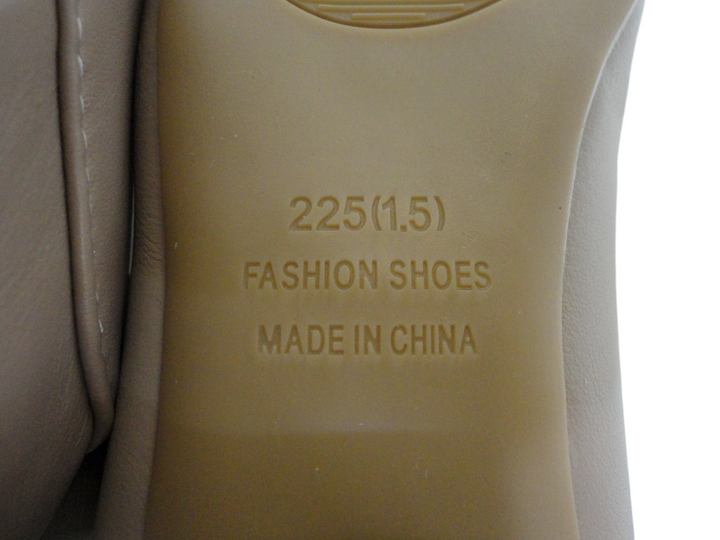 225(1.5)
FASHION SHOES
MADE IN CHINA